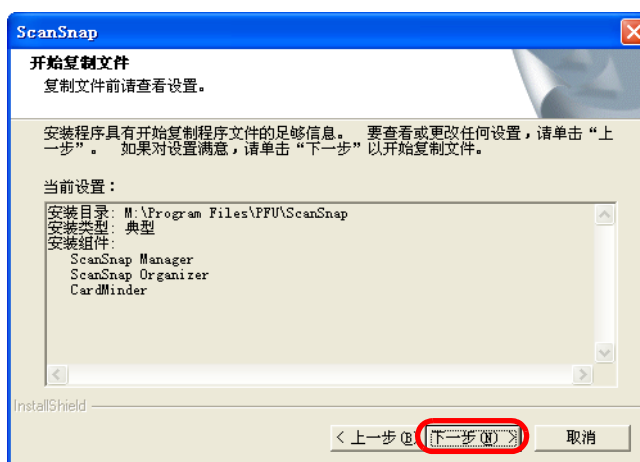 ScanSnap
开始复制文件
复制文件前请查看设置。
安装程序具有开始复制程序文件的足够信息。 要查看或更改任何设置，请单击“上
一步”。 如果对设置满意，请单击“下一步”以开始复制文件。
当前设置：
安装目录: M:\Program Files\PFU\ScanSnap
安装类型: 典型
安装组件:
ScanSnap Manager
ScanSnap Organizer
CardMinder
InstallShield
< 上一步(B) 下一步(N) > 取消